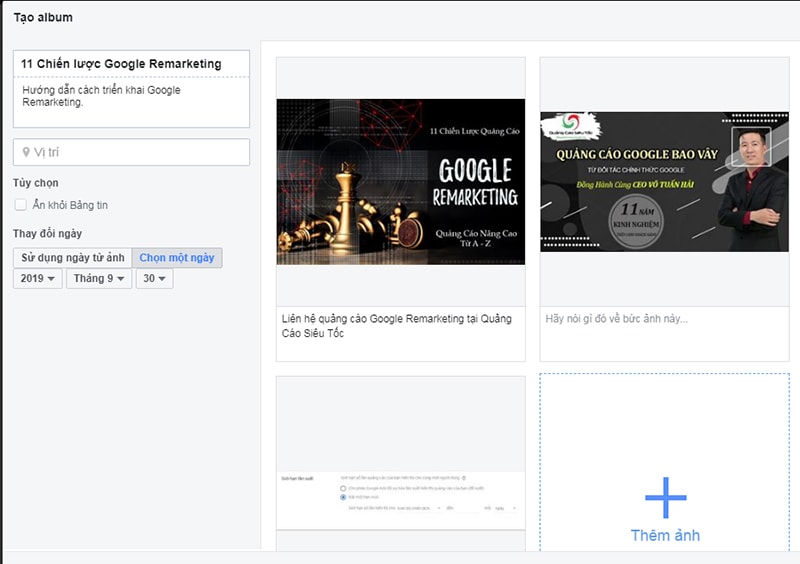 Tạo album
11 Chiến lược Google Remarketing
Hướng dẫn cách triển khai Google
Remarketing.
Vị trí
Tùy chọn
Ẩn khỏi Bảng tin
Thay đổi ngày
Sử dụng ngày từ ảnh
Chọn một ngày
2019
Tháng 9
30
11 Chiến Lược Quảng Cáo
GOOGLE
REMARKETING
Quảng Cáo Nâng Cao
Từ A - Z
Liên hệ quảng cáo Google Remarketing tại Quảng
Cáo Siêu Tốc
Quảng Cáo Siêu Tốc
QUẢNG CÁO GOOGLE BAO VÂY
TỪ ĐỐI TÁC CHÍNH THỨC GOOGLE
Đồng Hành Cùng CEO VÕ TUẤN HẢI
11 NĂM
KINH NGHIỆM
Hãy nói gì đó về bức ảnh này...
Giới hạn tần suất
Thêm ảnh